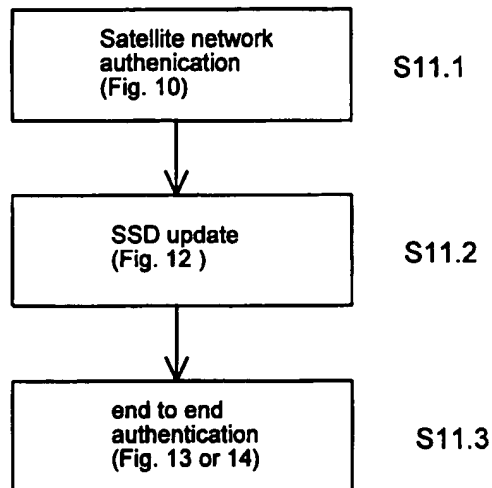 Satellite network
authenication
(Fig. 10)
S11.1
SSD update
(Fig. 12 )
S11.2
end to end
authentication
(Fig. 13 or 14)
S11.3